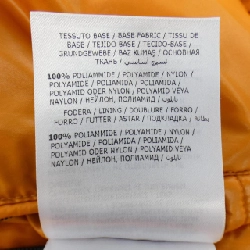 TESSUTO BASE / BASE FABRIC / TISSU DE
BASE / TEJIDO BASE / TECIDO-BASE /
GRUNDGEWEBE / BAZ KUMAŞ / ОСНОВНАЯ
ТКАНЬ /
100% POLIAMMIDE / POLYAMIDE / NYLON /
POLYAMIDE / POLIAMIDA / POLIAMIDA /
POLYAMID ODER NYLON / POLYAMID VEYA
NAYLON / НЕЙЛОН, ПОЛИАМИД /
FODERA / LINING / DOUBLURE / FORRO /
FORRO / FUTTER / ASTAR / ПОДКЛАДКА /
100% POLIAMMIDE / POLYAMIDE / NYLON /
POLYAMIDE / POLIAMIDA / POLIAMIDA /
POLYAMID ODER NYLON / POLYAMID VEYA
NAYLON / НЕЙЛОН, ПОЛИАМИД /